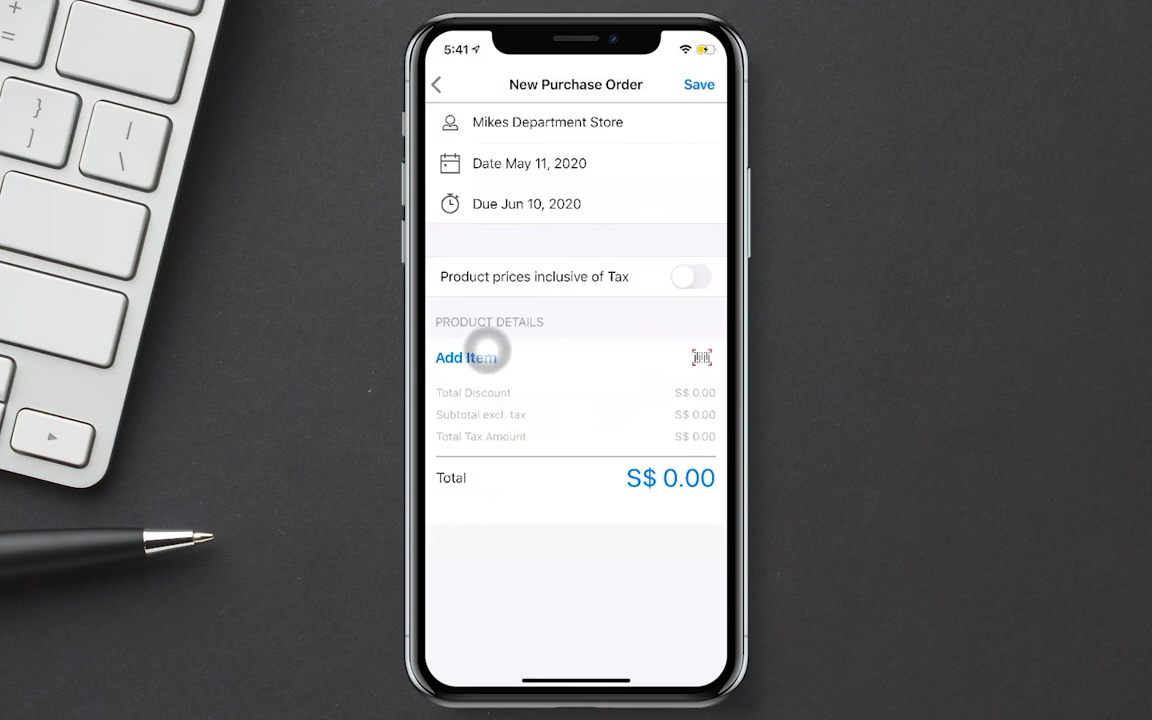 +
=
}
]
|
\
5:41
New Purchase Order
Save
Mikes Department Store
Date May 11, 2020
Due Jun 10, 2020
Product prices inclusive of Tax
PRODUCT DETAILS
Add Item
Total Discount S$ 0.00
Subtotal excl. tax S$ 0.00
Total Tax Amount S$ 0.00
Total S$ 0.00